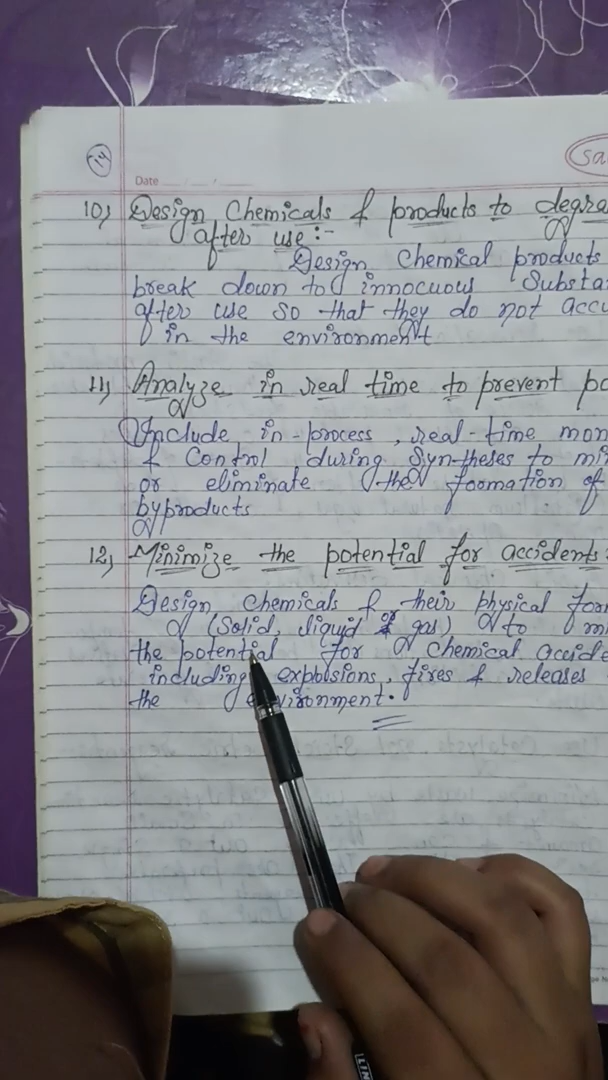 Date
10) Design Chemicals & products to degra
after use:-
Design Chemical products
break down to innocuous Substa
after use so that they do not accu
in the environment
11) Analyze in real time to prevent po
Include in-process, real-time mon
& Control during Syntheses to mi
or eliminate the formation of
byproducts
12) Minimize the potential for accidents:
Design chemicals & their physical for
(Solid, liquid & gas) to m
the potential for chemical accide
including explosions, fires & releases
the environment.